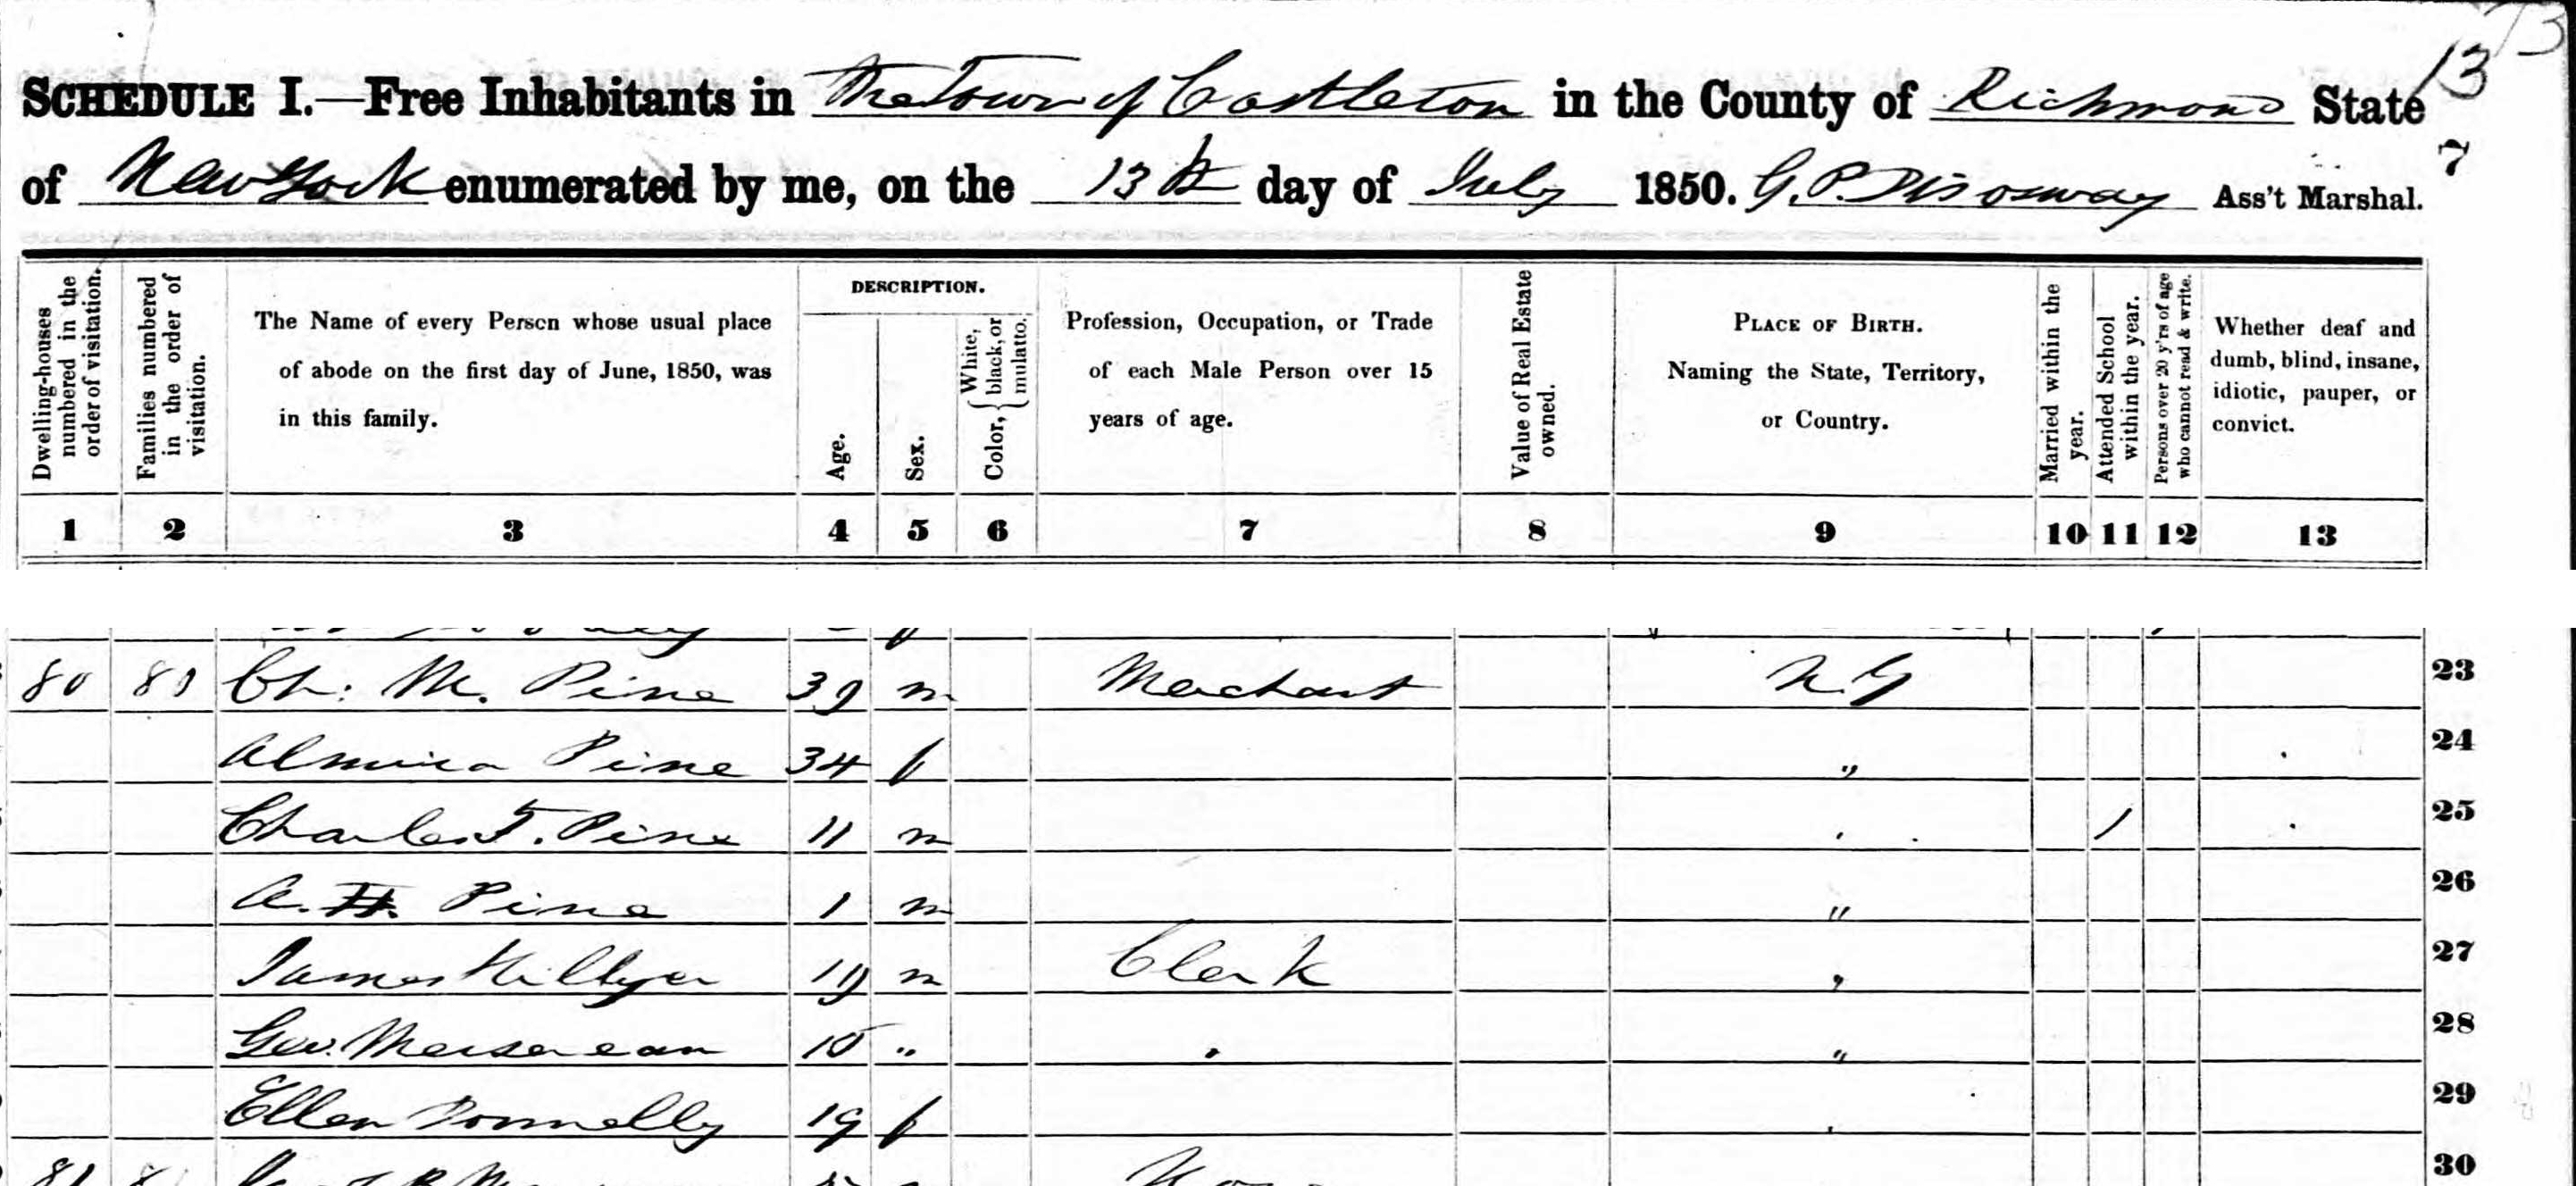 13
13
SCHEDULE I.—Free Inhabitants in The Town of Castleton in the County of Richmond State
of New York enumerated by me, on the 13th day of July 1850. G. P. Disosway Ass't Marshal.
7
Dwelling-houses numbered in the order of visitation.
Families numbered in the order of visitation.
The Name of every Person whose usual place of abode on the first day of June, 1850, was in this family.
DESCRIPTION.
Age.
Sex.
Color, { White, black, or mulatto.
Profession, Occupation, or Trade of each Male Person over 15 years of age.
Value of Real Estate owned.
PLACE OF BIRTH. Naming the State, Territory, or Country.
Married within the year.
Attended School within the year.
Persons over 20 y'rs of age who cannot read & write.
Whether deaf and dumb, blind, insane, idiotic, pauper, or convict.
1 2 3 4 5 6 7 8 9 10 11 12 13
80 80 Ch: M. Pine 39 m Merchant N.Y 23
Almira Pine 34 f " 24
Charles T. Pine 11 m " 1 25
A. H. Pine 1 m " 26
James Hillyer 19 m Clerk " 27
Geo. Mersereau 15 " " " 28
Ellen Donnelly 19 f " 29
81 30